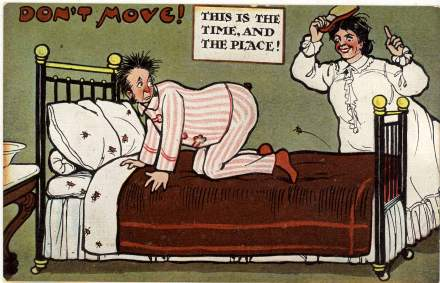 DON'T MOVE!
THIS IS THE
TIME, AND
THE PLACE!